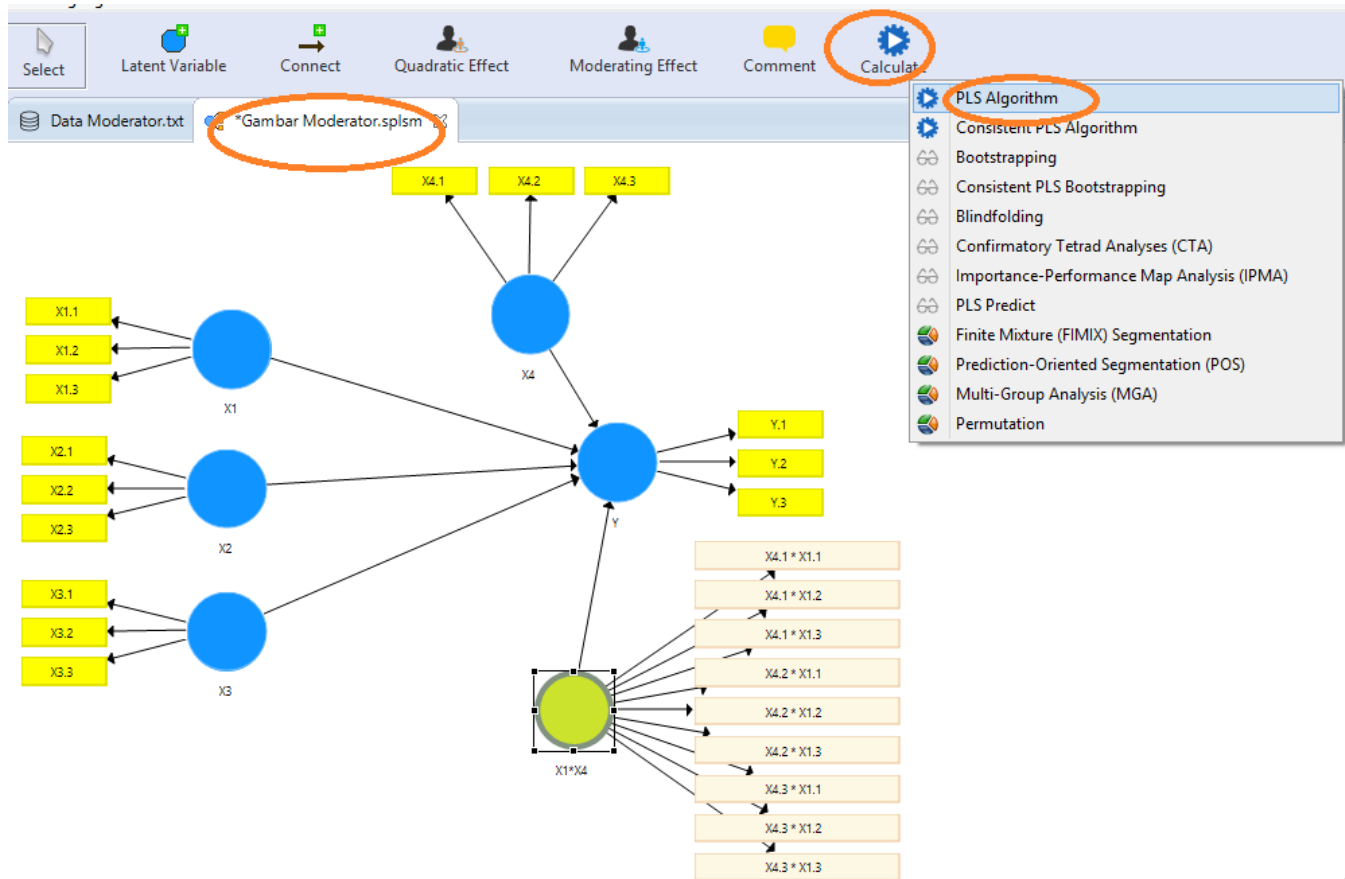 Select
Latent Variable
Connect
Quadratic Effect
Moderating Effect
Comment
Calculate
Data Moderator.txt
*Gambar Moderator.splsm
PLS Algorithm
Consistent PLS Algorithm
Bootstrapping
Consistent PLS Bootstrapping
Blindfolding
Confirmatory Tetrad Analyses (CTA)
Importance-Performance Map Analysis (IPMA)
PLS Predict
Finite Mixture (FIMIX) Segmentation
Prediction-Oriented Segmentation (POS)
Multi-Group Analysis (MGA)
Permutation
X4.1
X4.2
X4.3
X4
X1.1
X1.2
X1.3
X1
X2.1
X2.2
X2.3
X2
X3.1
X3.2
X3.3
X3
Y.1
Y.2
Y.3
Y
X4.1 * X1.1
X4.1 * X1.2
X4.1 * X1.3
X4.2 * X1.1
X4.2 * X1.2
X4.2 * X1.3
X4.3 * X1.1
X4.3 * X1.2
X4.3 * X1.3
X1*X4